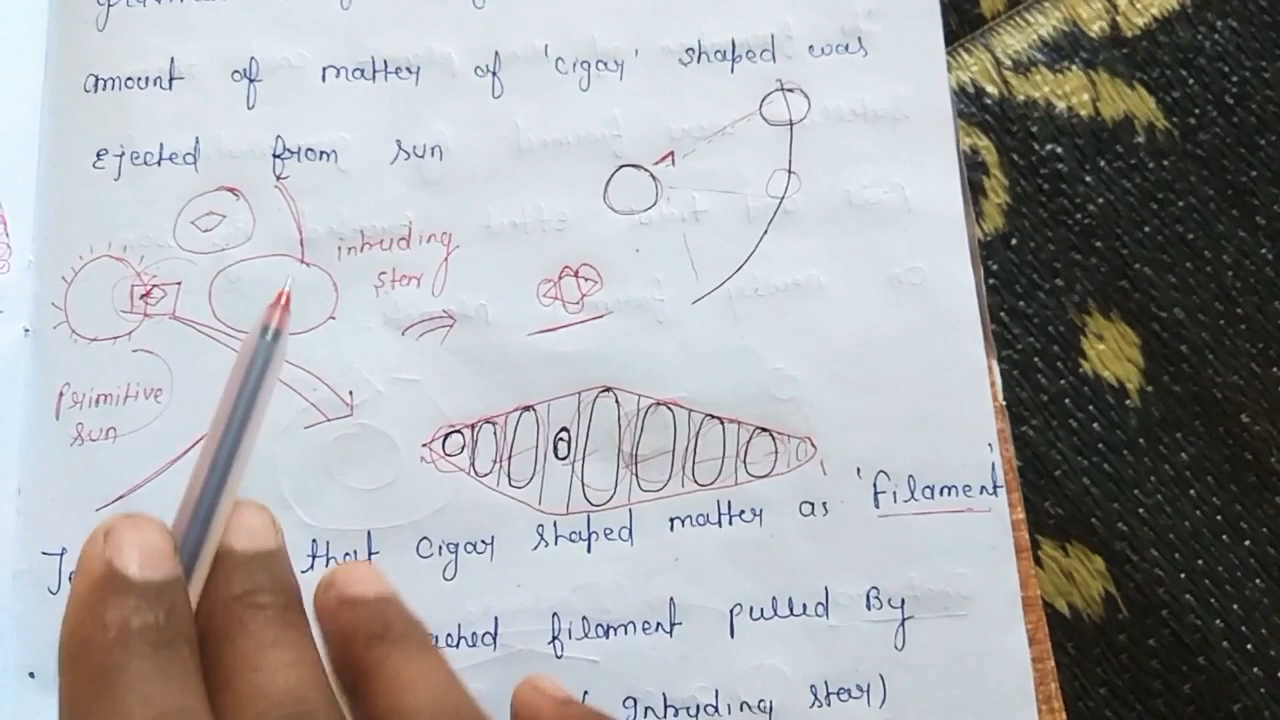 amount of matter of 'cigar' shaped was
Ejected from sun
intruding
star
Primitive
sun
that cigar shaped matter as 'filament'
filament pulled By
intruding star)